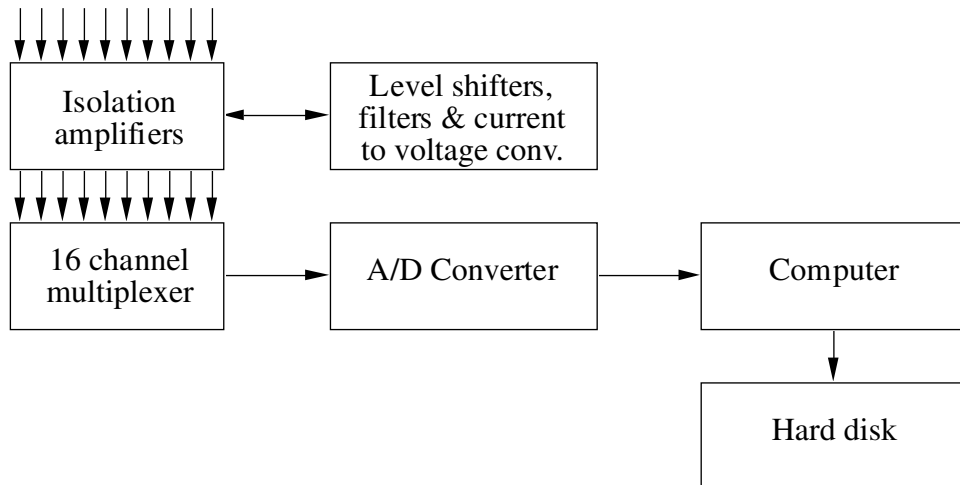 Isolation
amplifiers
Level shifters,
filters & current
to voltage conv.
16 channel
multiplexer
A/D Converter
Computer
Hard disk